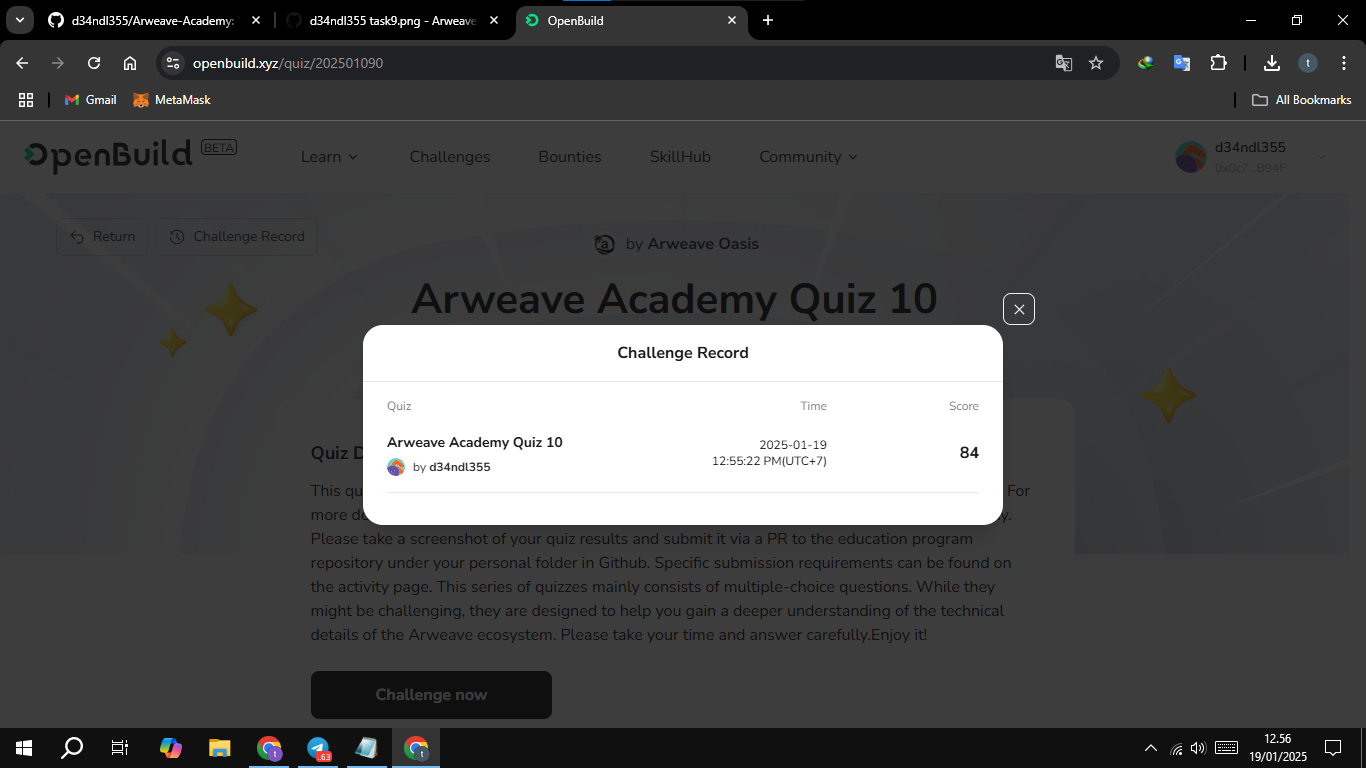 d34ndl355/Arweave-Academy:
d34ndl355 task9.png - Arweave
OpenBuild
openbuild.xyz/quiz/202501090
Gmail
MetaMask
All Bookmarks
OpenBuild BETA
Learn
Challenges
Bounties
SkillHub
Community
d34ndl355
0x0c7...B94F
Return
Challenge Record
by Arweave Oasis
Arweave Academy Quiz 10
Challenge Record
Quiz
Time
Score
Arweave Academy Quiz 10
by d34ndl355
2025-01-19
12:55:22 PM(UTC+7)
84
Quiz D
This qu
For
more de
y.
Please take a screenshot of your quiz results and submit it via a PR to the education program
repository under your personal folder in Github. Specific submission requirements can be found on
the activity page. This series of quizzes mainly consists of multiple-choice questions. While they
might be challenging, they are designed to help you gain a deeper understanding of the technical
details of the Arweave ecosystem. Please take your time and answer carefully.Enjoy it!
Challenge now
63
12.56
19/01/2025